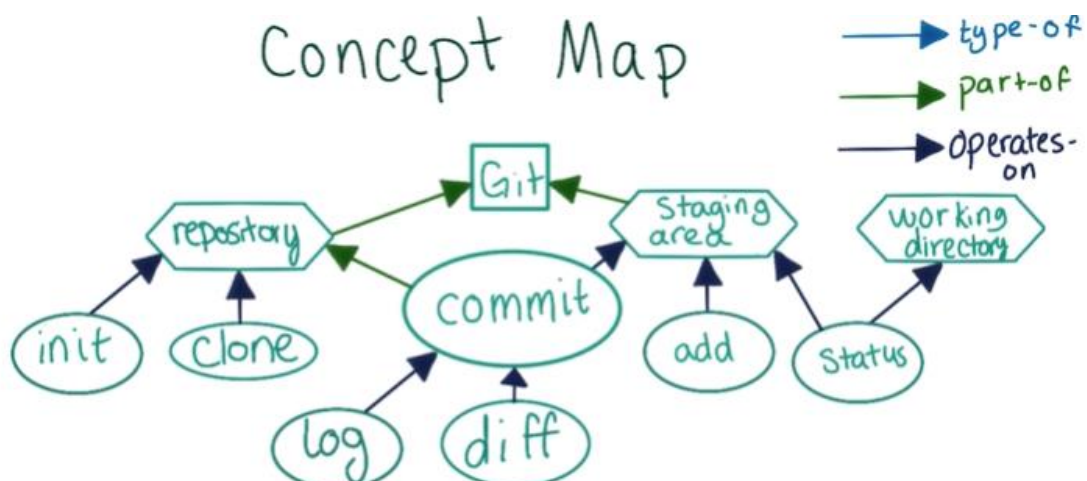 Concept Map
type-of
part-of
operates-
on
Git
repository
Staging
area
working
directory
commit
init
clone
add
Status
log
diff